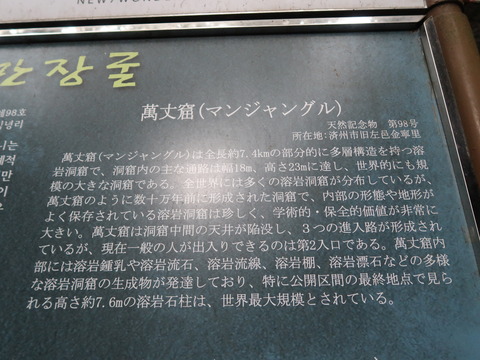 NEW7WONDERS
만장굴
제98호
萬丈窟(マンジャングル)
天然記念物　第98号
所在地:済州市旧左邑金寧里
萬丈窟(マンジャングル)は全長約7.4kmの部分的に多層構造を持つ溶
岩洞窟で、洞窟内の主な通路は幅18m、高さ23mに達し、世界的にも規
模の大きな洞窟である。全世界には多くの溶岩洞窟が分布しているが、
萬丈窟のように数十万年前に形成された洞窟で、内部の形態や地形が
よく保存されている溶岩洞窟は珍しく、学術的・保全的価値が非常に
大きい。萬丈窟は洞窟中間の天井が陥没し、３つの進入路が形成され
ているが、現在一般の人が出入りできるのは第2入口である。萬丈窟内
部には溶岩鍾乳や溶岩流石、溶岩流線、溶岩棚、溶岩漂石などの多様
な溶岩洞窟の生成物が発達しており、特に公開区間の最終地点で見
られる高さ約7.6mの溶岩石柱は、世界最大規模とされている。